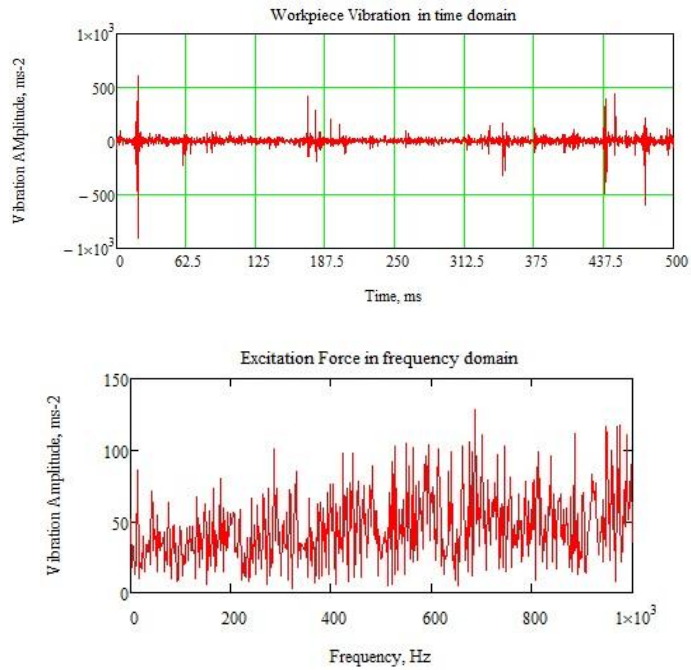 Workpiece Vibration in time domain
1×10³
500
0
− 500
− 1×10³
Vibration AMplitude, ms-2
0 62.5 125 187.5 250 312.5 375 437.5 500
Time, ms
Excitation Force in frequency domain
150
100
50
0
Vibration Amplitude, ms-2
0 200 400 600 800 1×10³
Frequency, Hz